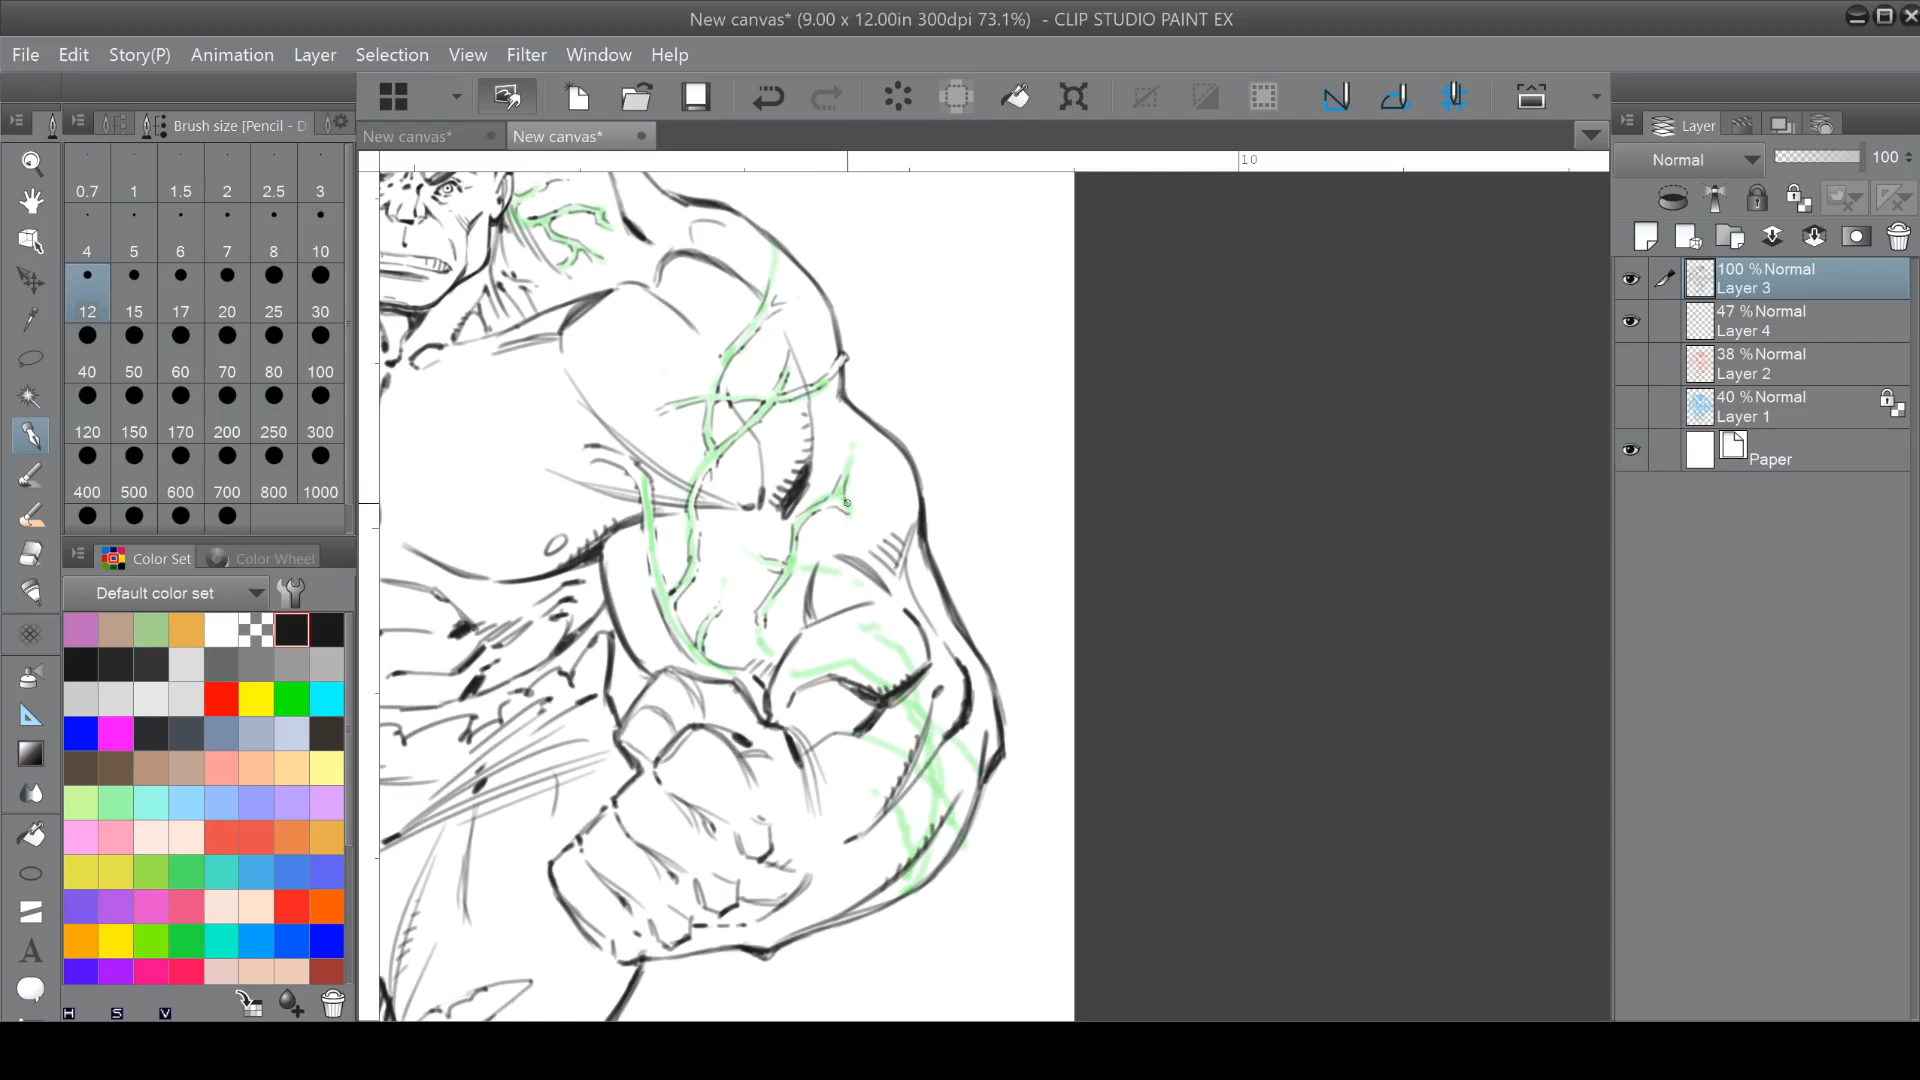 New canvas* (9.00 x 12.00in 300dpi 73.1%) - CLIP STUDIO PAINT EX
File Edit Story(P) Animation Layer Selection View Filter Window Help
Brush size [Pencil - D
New canvas* New canvas*
Layer
10
Normal 100
0.7 1 1.5 2 2.5 3
4 5 6 7 8 10
12 15 17 20 25 30
40 50 60 70 80 100
120 150 170 200 250 300
400 500 600 700 800 1000
100 %Normal
Layer 3
47 %Normal
Layer 4
38 %Normal
Layer 2
40 %Normal
Layer 1
Paper
Color Set Color Wheel
Default color set
A
H S V